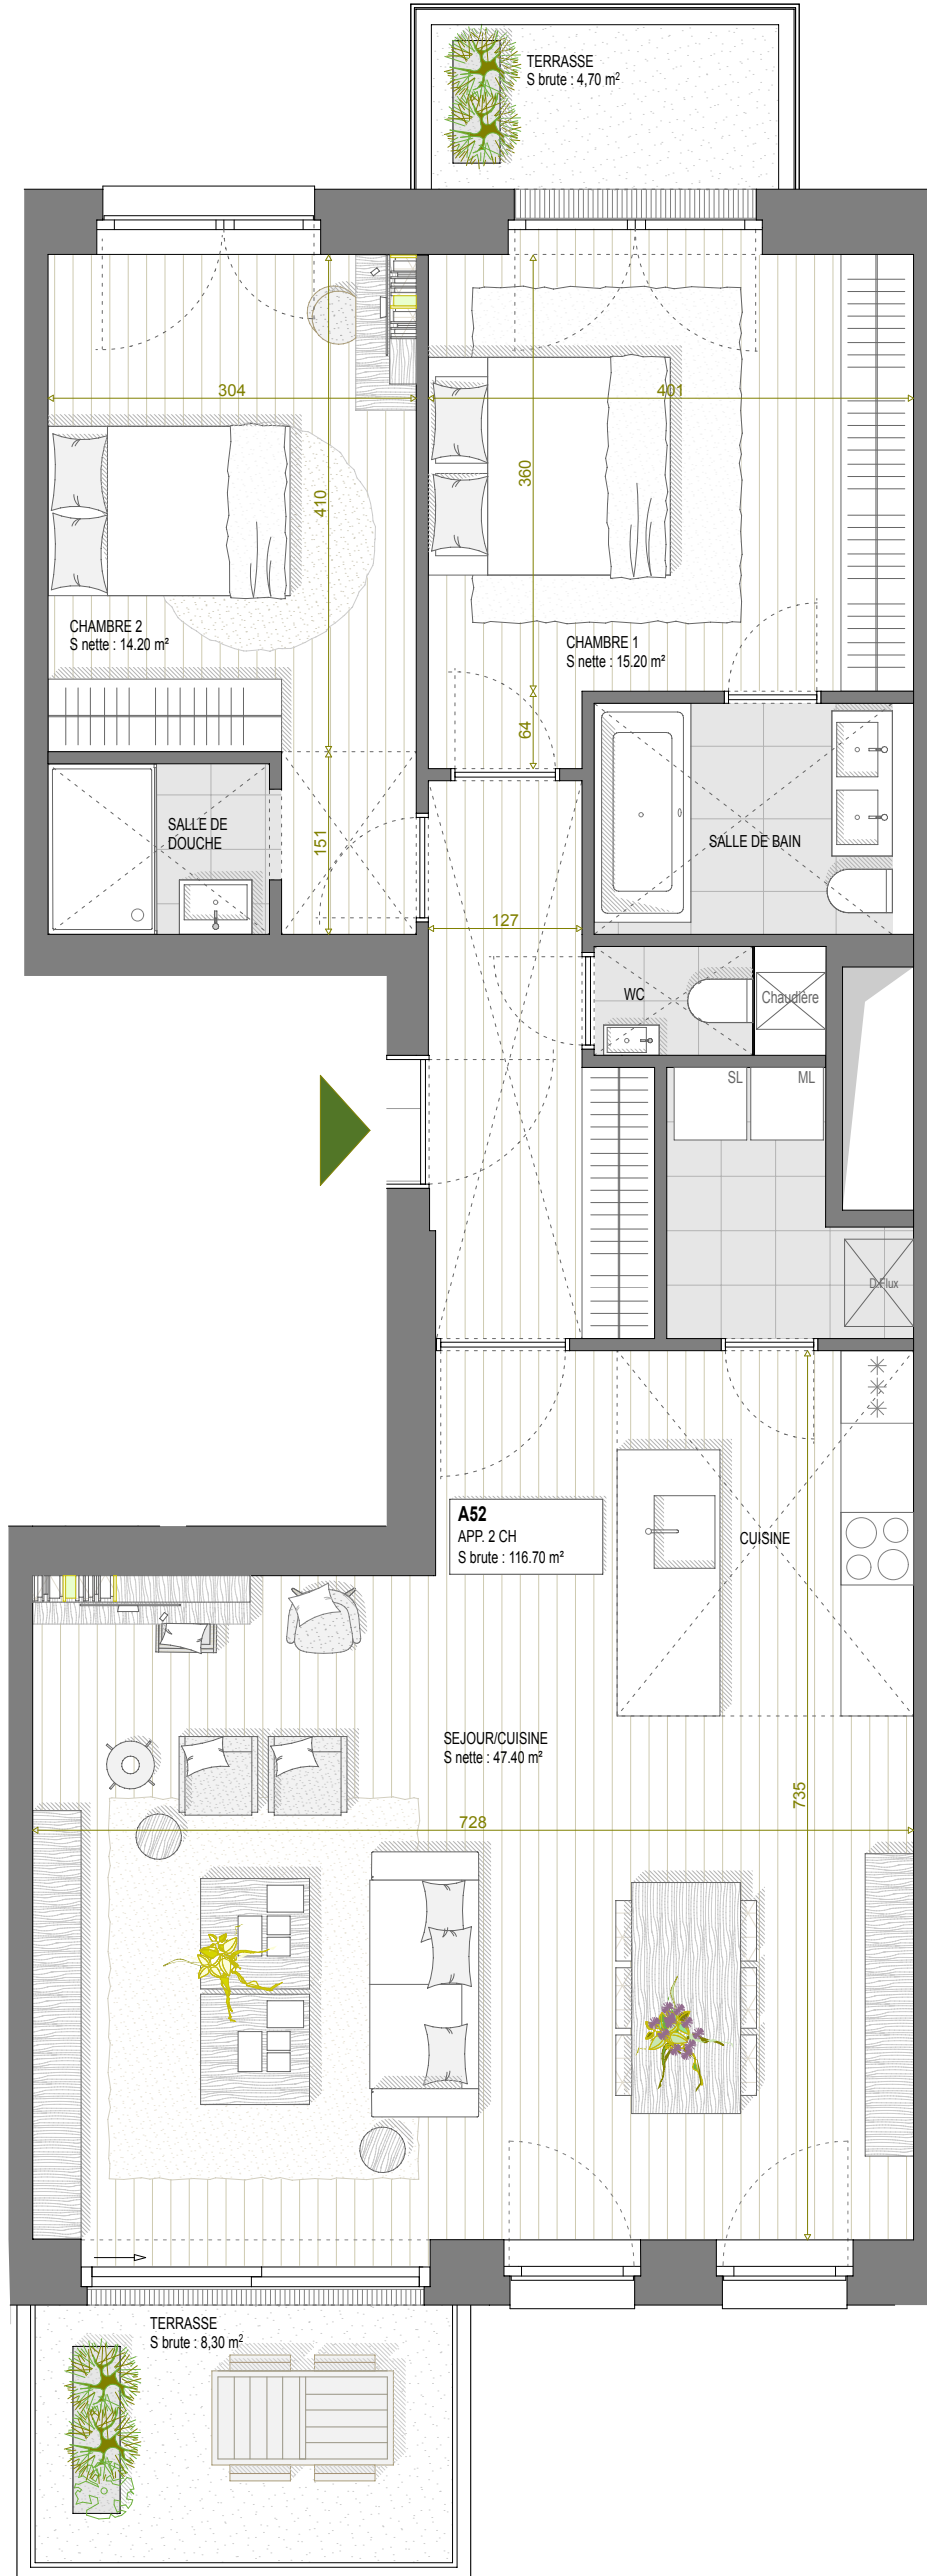 TERRASSE
S brute : 4,70 m²
304
401
410
360
CHAMBRE 2
S nette : 14.20 m²
CHAMBRE 1
S nette : 15.20 m²
64
SALLE DE
DOUCHE
151
SALLE DE BAIN
127
WC
Chaudière
SL
ML
D.Flux
A52
APP. 2 CH
S brute : 116.70 m²
CUISINE
SEJOUR/CUISINE
S nette : 47.40 m²
735
728
TERRASSE
S brute : 8,30 m²